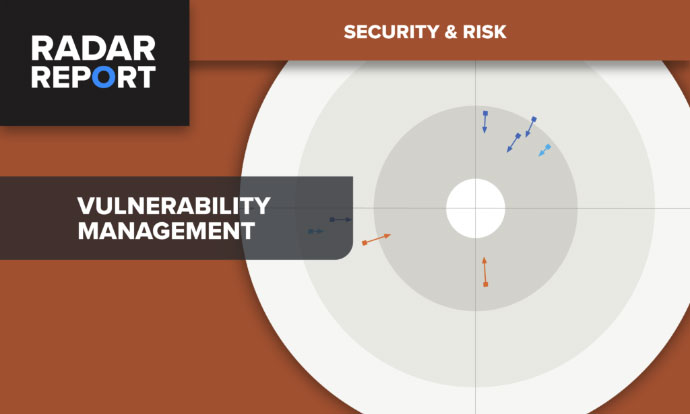 RADAR
REPORT
SECURITY & RISK
VULNERABILITY
MANAGEMENT